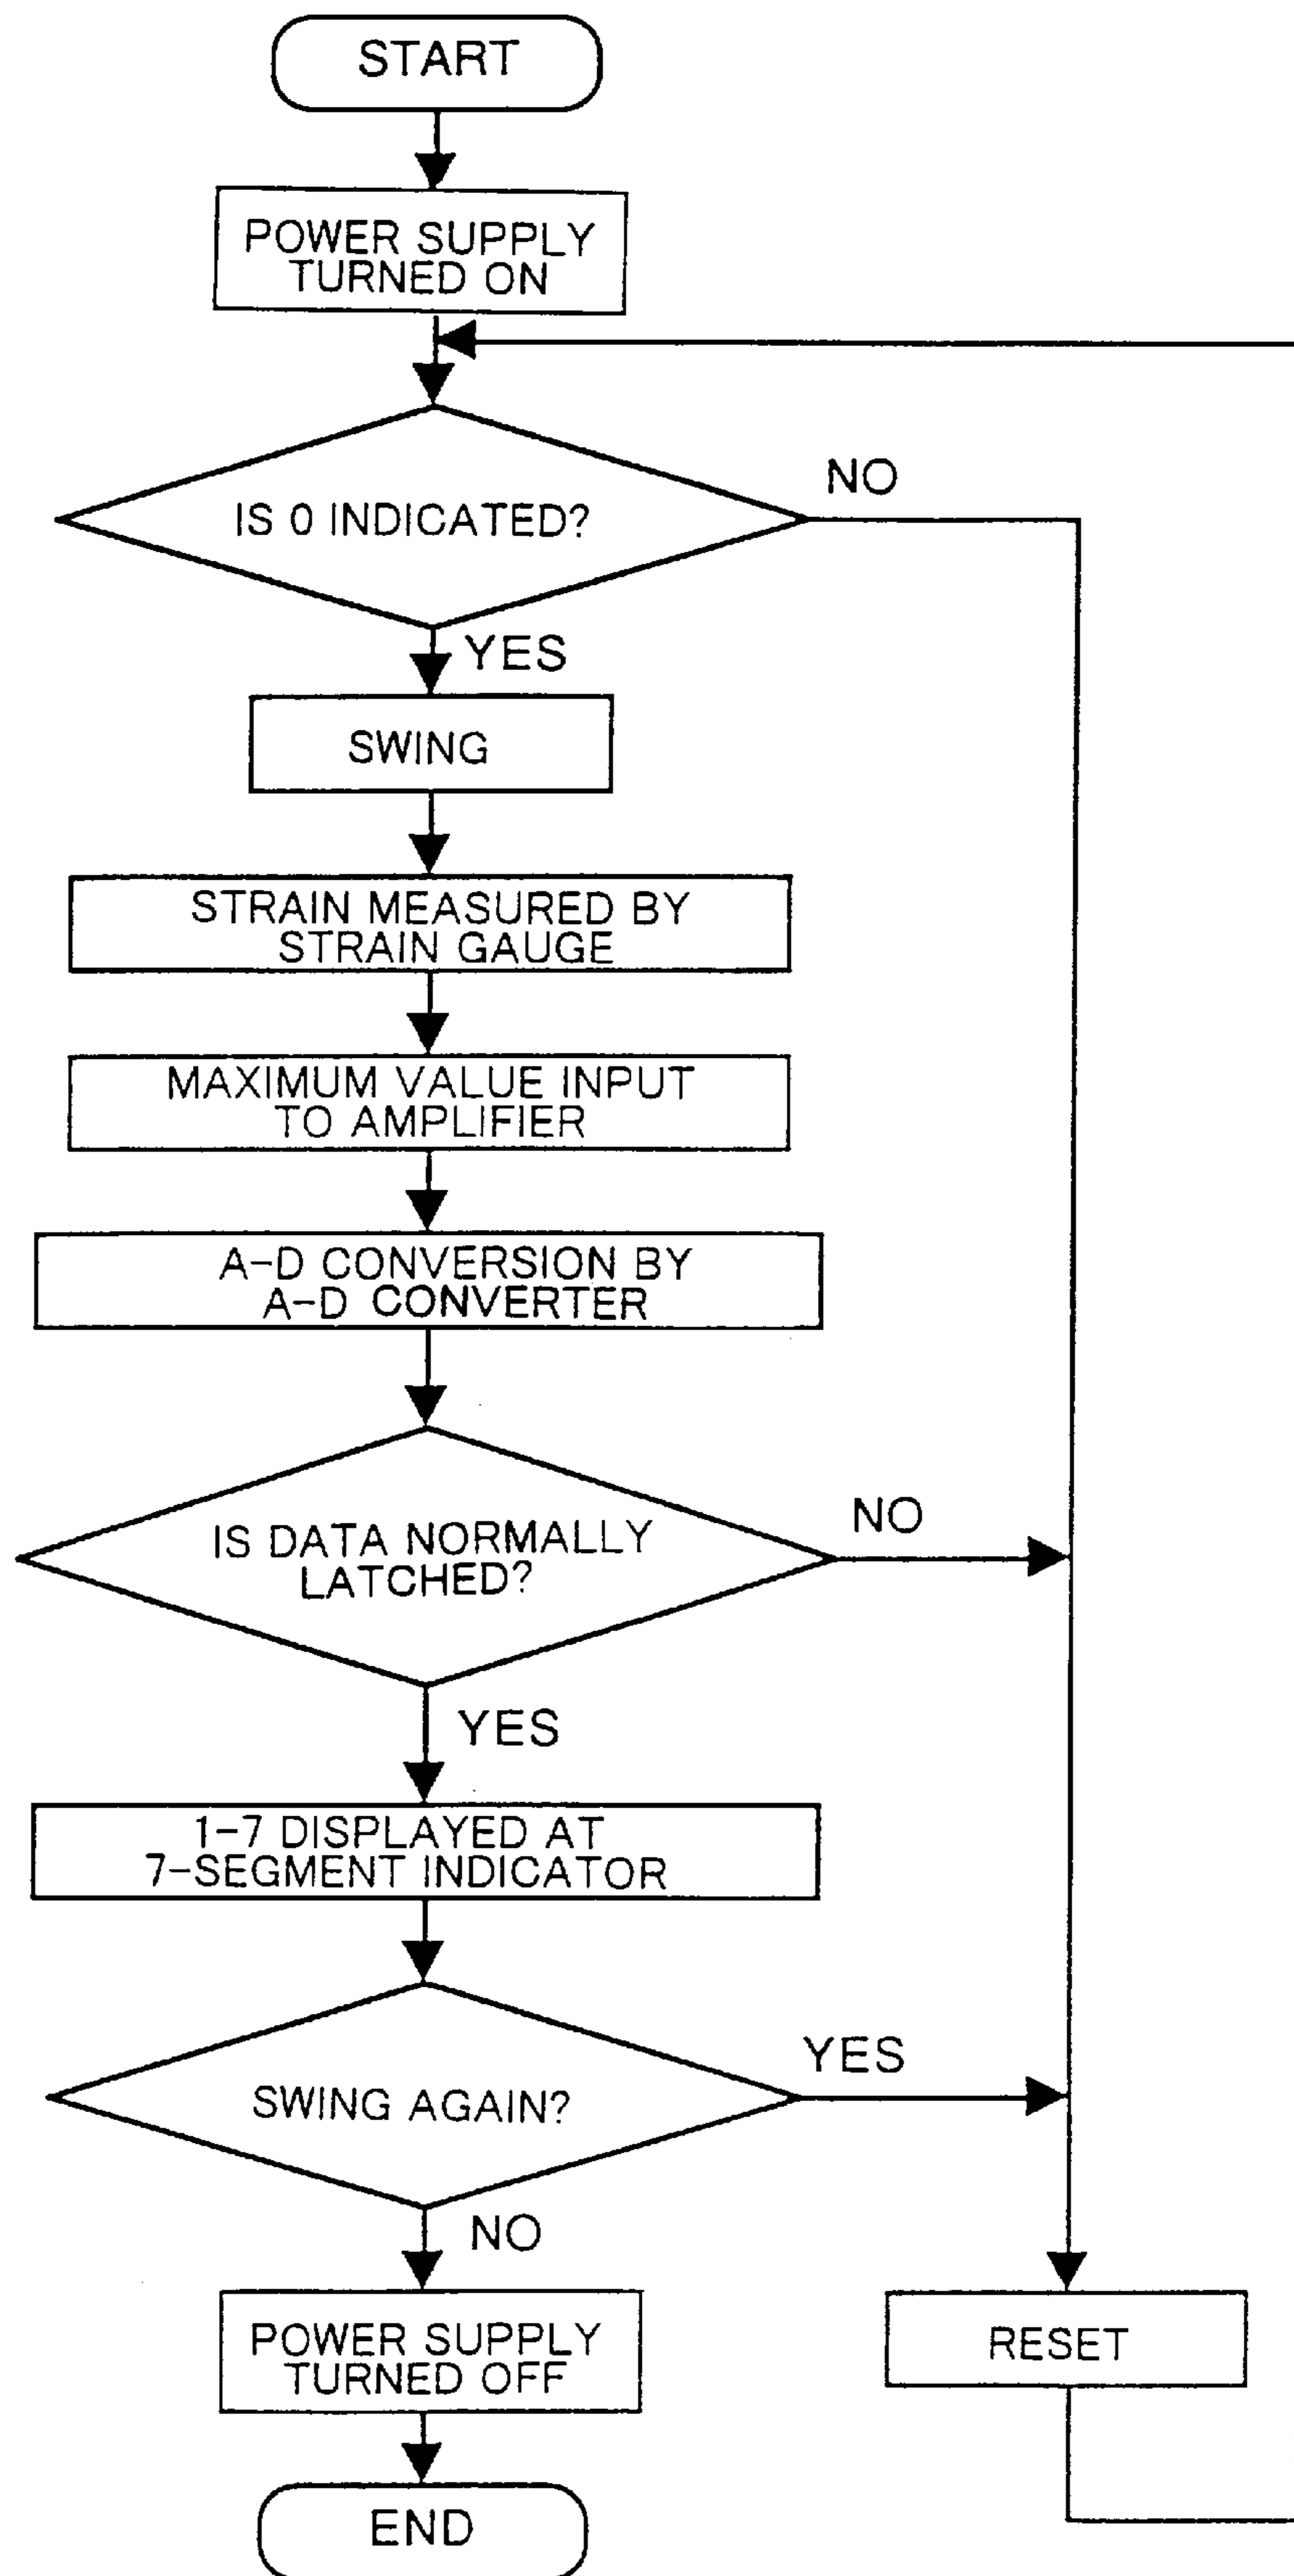 START
POWER SUPPLY
TURNED ON
IS 0 INDICATED?
NO
YES
SWING
STRAIN MEASURED BY
STRAIN GAUGE
MAXIMUM VALUE INPUT
TO AMPLIFIER
A-D CONVERSION BY
A-D CONVERTER
IS DATA NORMALLY
LATCHED?
NO
YES
1-7 DISPLAYED AT
7-SEGMENT INDICATOR
SWING AGAIN?
YES
NO
POWER SUPPLY
TURNED OFF
RESET
END